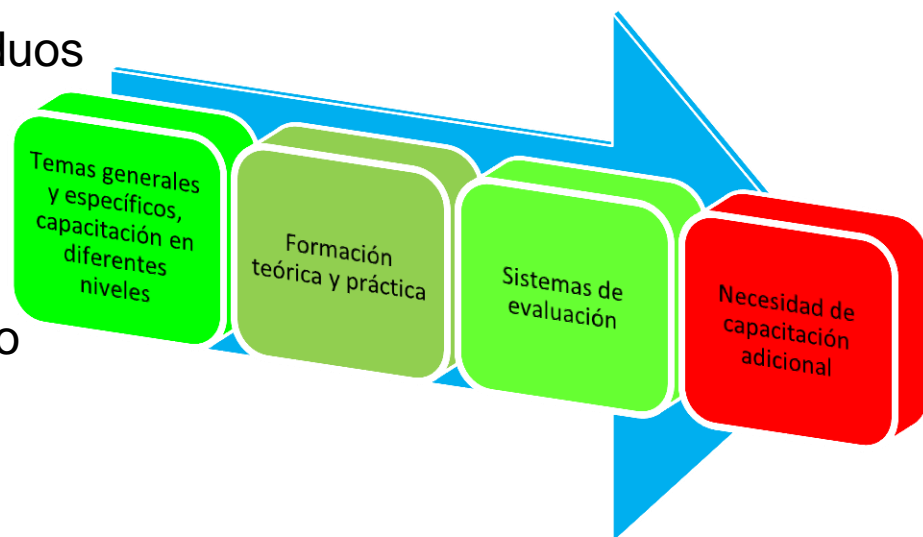 duos
Temas generales
y específicos,
capacitación en
diferentes
niveles
o
Formación
teórica y práctica
Sistemas de
evaluación
Necesidad de
capacitación
adicional